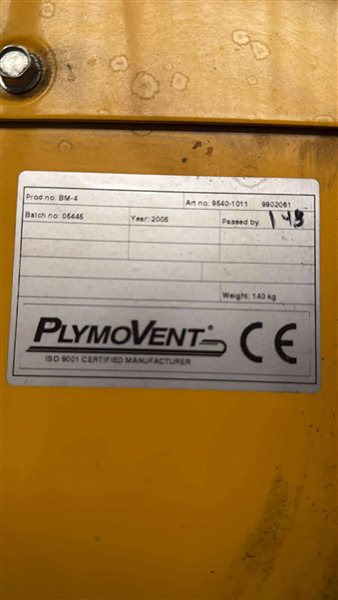 Prod no: BM-4 Art no: 9540-1011 9902061
Batch no: 05445 Year: 2005 Passed by: 149
Weight: 140 kg
PLYMOVENT® CE
ISO 9001 CERTIFIED MANUFACTURER